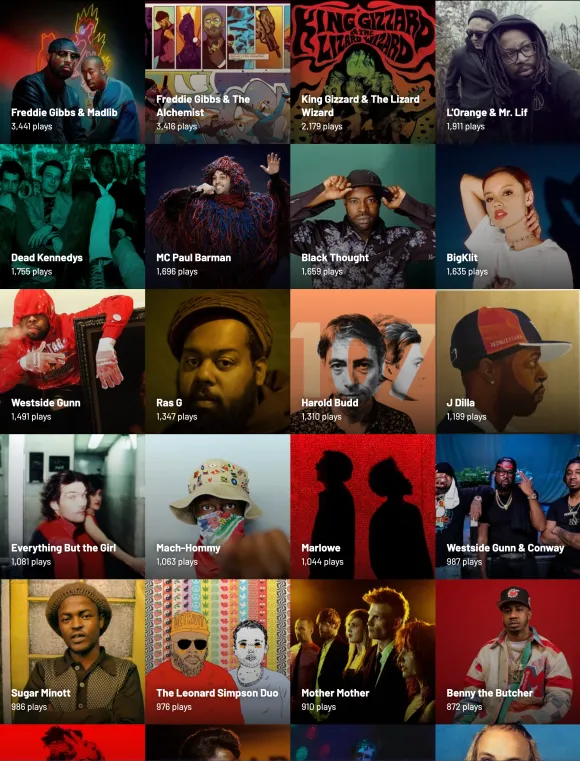 KING GIZZARD
& THE
LIZARD WIZARD
Freddie Gibbs & Madlib
3,441 plays
Freddie Gibbs & The
Alchemist
3,416 plays
King Gizzard & The Lizard
Wizard
2,179 plays
L'Orange & Mr. Lif
1,911 plays
Dead Kennedys
1,755 plays
MC Paul Barman
1,696 plays
Black Thought
1,659 plays
BigKlit
1,635 plays
Westside Gunn
1,491 plays
Ras G
1,347 plays
17
Harold Budd
1,310 plays
J Dilla
1,199 plays
Everything But the Girl
1,081 plays
Mach-Hommy
1,063 plays
Marlowe
1,044 plays
Westside Gunn & Conway
987 plays
Sugar Minott
986 plays
DETROIT
The Leonard Simpson Duo
976 plays
Mother Mother
910 plays
Benny the Butcher
872 plays